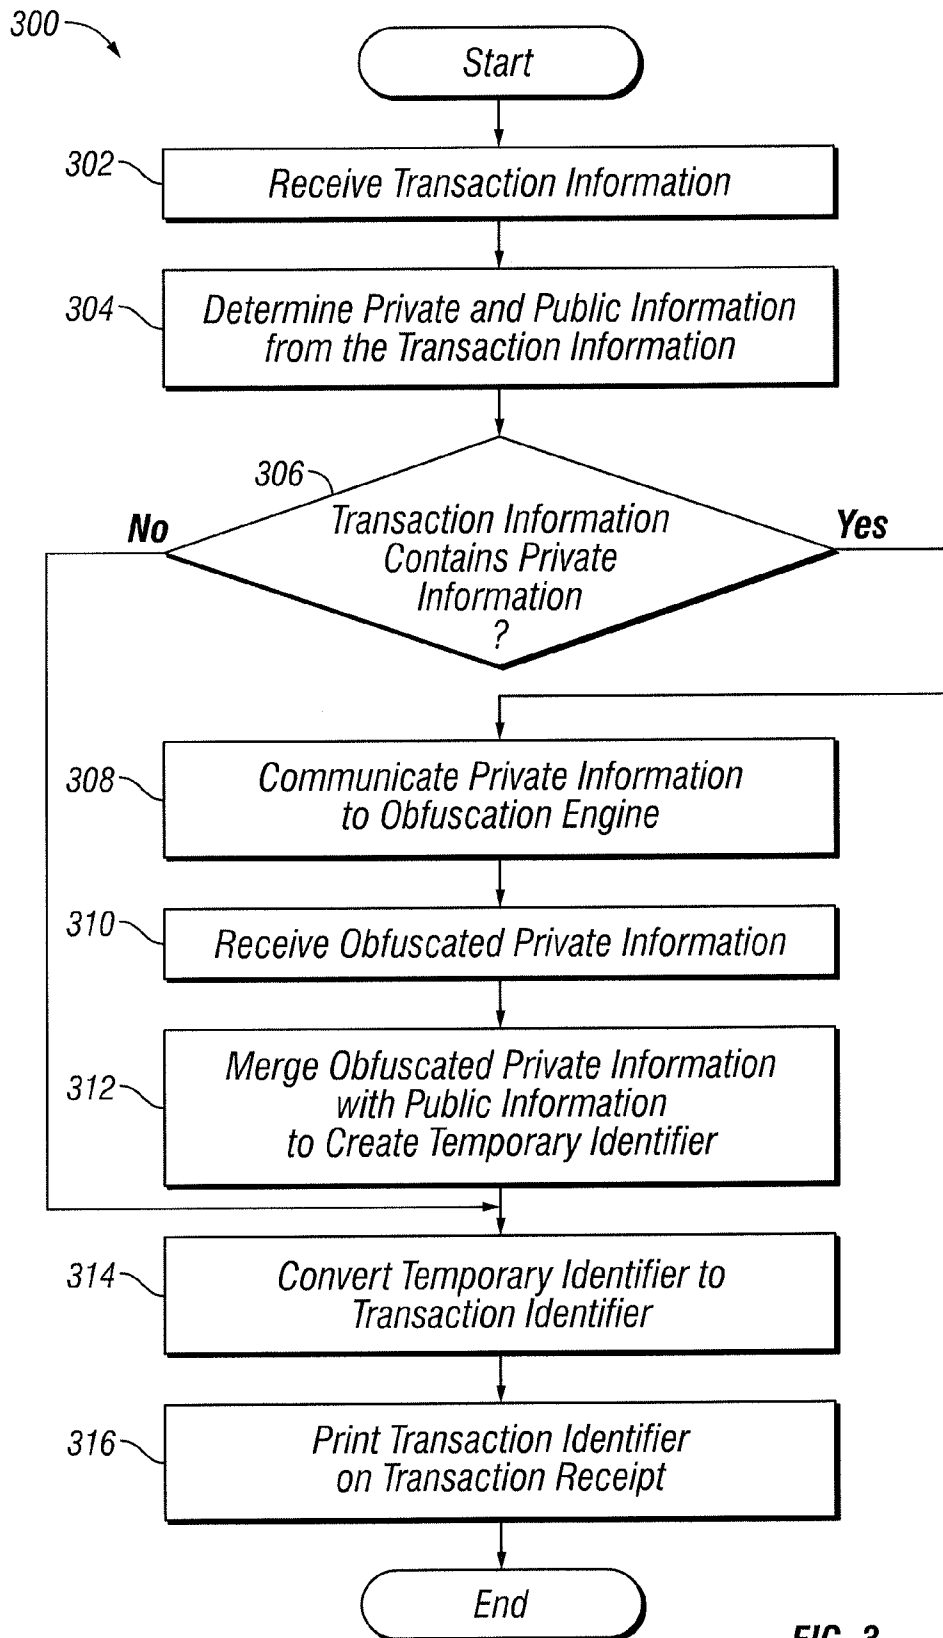 300
Start
302
Receive Transaction Information
304
Determine Private and Public Information
from the Transaction Information
306
No
Yes
Transaction Information
Contains Private
Information
?
308
Communicate Private Information
to Obfuscation Engine
310
Receive Obfuscated Private Information
312
Merge Obfuscated Private Information
with Public Information
to Create Temporary Identifier
314
Convert Temporary Identifier to
Transaction Identifier
316
Print Transaction Identifier
on Transaction Receipt
End
FIG. 3